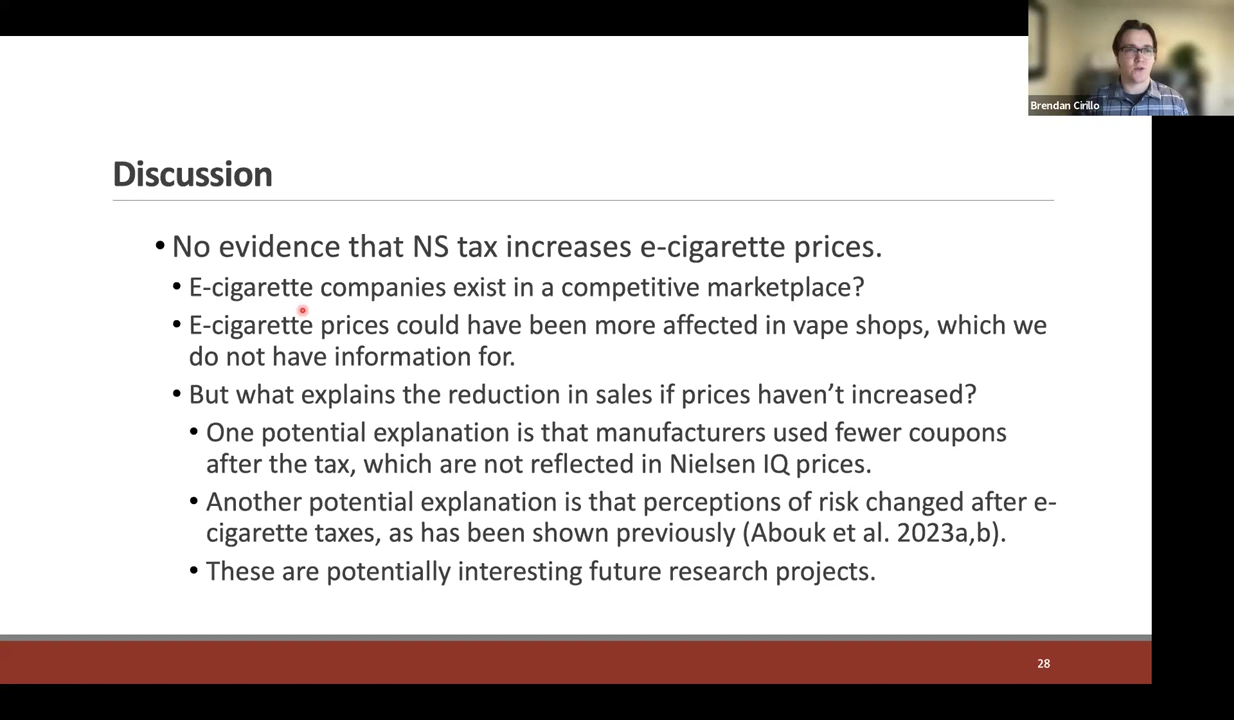 Brendan Cirillo
Discussion
• No evidence that NS tax increases e-cigarette prices.
• E-cigarette companies exist in a competitive marketplace?
• E-cigarette prices could have been more affected in vape shops, which we
do not have information for.
• But what explains the reduction in sales if prices haven’t increased?
• One potential explanation is that manufacturers used fewer coupons
after the tax, which are not reflected in Nielsen IQ prices.
• Another potential explanation is that perceptions of risk changed after e-
cigarette taxes, as has been shown previously (Abouk et al. 2023a,b).
• These are potentially interesting future research projects.
28